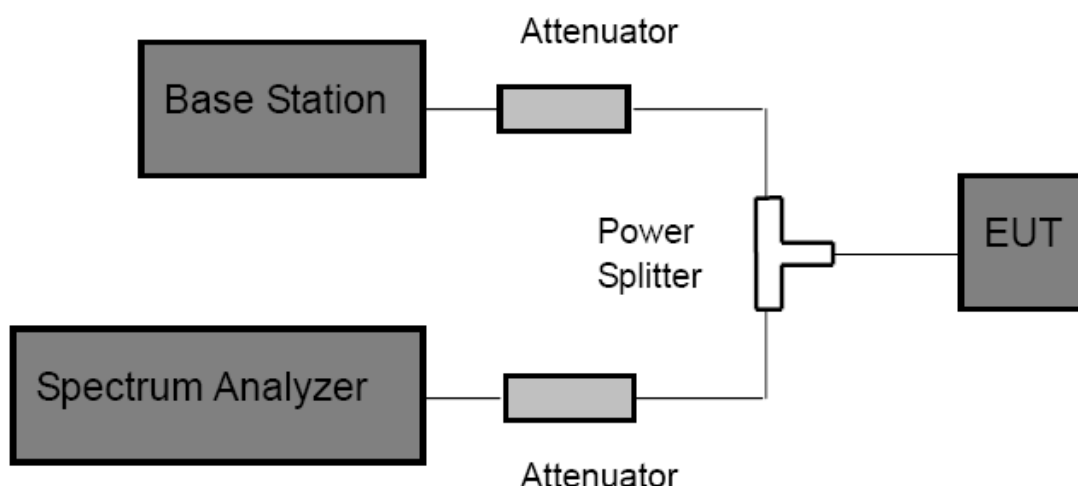 Attenuator
Base Station
Power
Splitter
EUT
Spectrum Analyzer
Attenuator